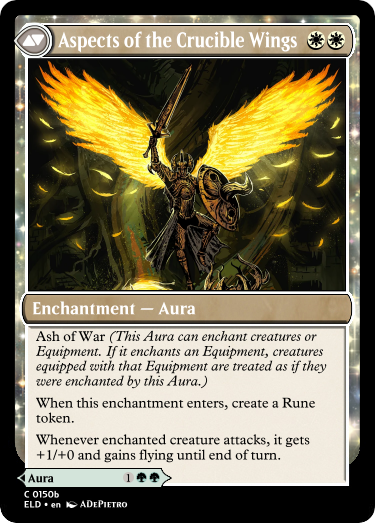 Aspects of the Crucible Wings
Enchantment — Aura
Ash of War (This Aura can enchant creatures or
Equipment. If it enchants an Equipment, creatures
equipped with that Equipment are treated as if they
were enchanted by this Aura.)
When this enchantment enters, create a Rune
token.
Whenever enchanted creature attacks, it gets
+1/+0 and gains flying until end of turn.
Aura 1
C 0150b
ELD • en ADePietro